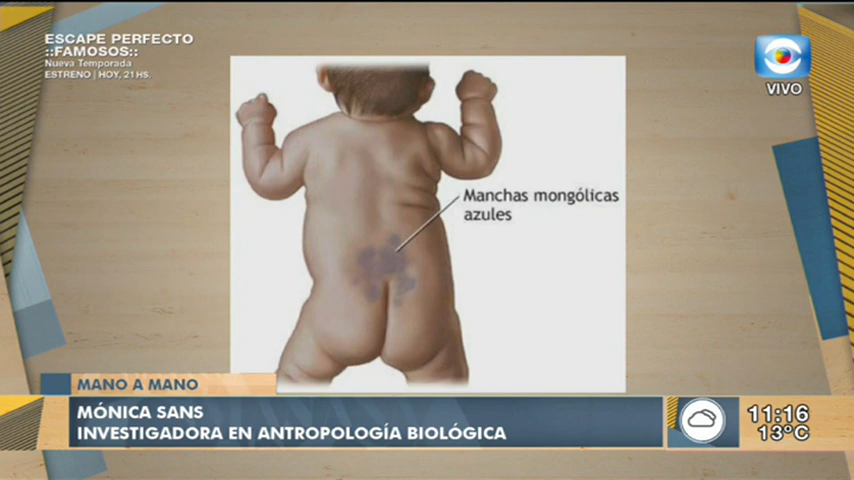 ESCAPE PERFECTO
::FAMOSOS::
Nueva Temporada
ESTRENO | HOY, 21 HS.
VIVO
Manchas mongólicas
azules
MANO A MANO
MÓNICA SANS
INVESTIGADORA EN ANTROPOLOGÍA BIOLÓGICA
11:16
13°C